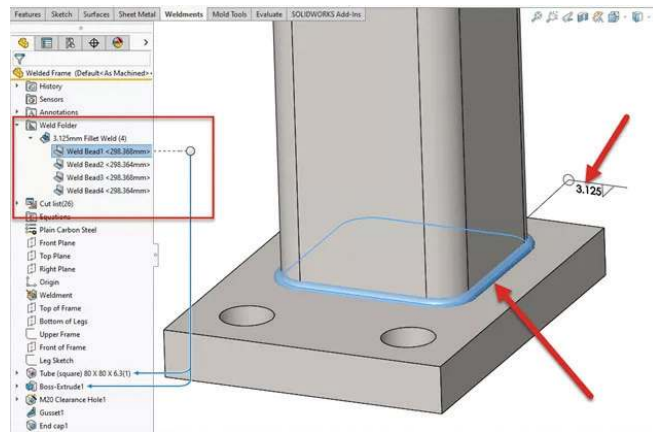 Features Sketch Surfaces Sheet Metal Weldments Mold Tools Evaluate SOLIDWORKS Add-Ins
Welded Frame (Default<As Machined>
History
Sensors
Annotations
Weld Folder
3.125mm Fillet Weld (4)
Weld Bead1 <298.368mm>
Weld Bead2 <298.364mm>
Weld Bead3 <298.368mm>
Weld Bead4 <298.364mm>
Cut list(26)
Equations
Plain Carbon Steel
Front Plane
Top Plane
Right Plane
Origin
Weldment
Top of Frame
Bottom of Legs
Upper Frame
Front of Frame
Leg Sketch
Tube (square) 80 X 80 X 6.3(1)
Boss-Extrude1
M20 Clearance Hole1
Gusset1
End cap1
3.125